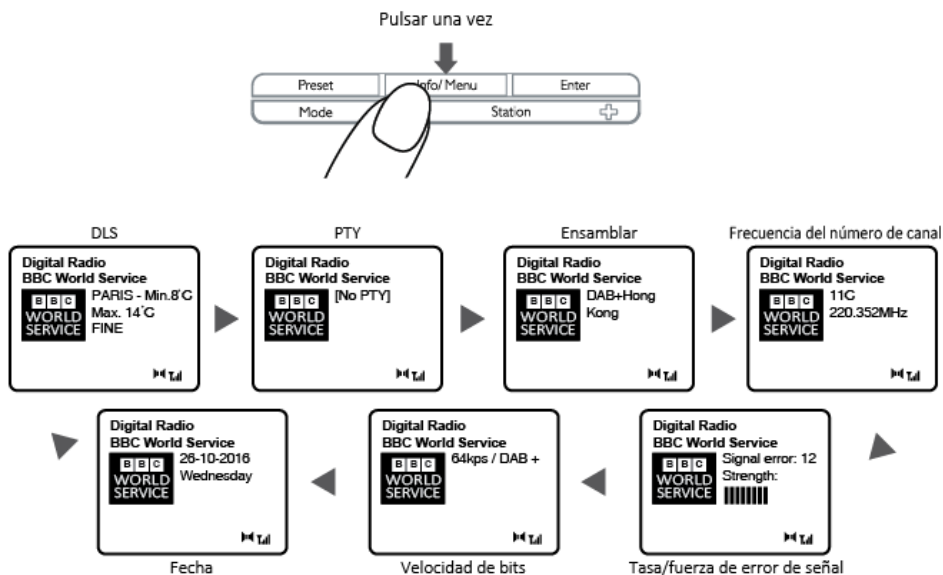 Pulsar una vez
Preset
Info/ Menu
Enter
Mode
Station
DLS
Digital Radio
BBC World Service
BBC
WORLD
SERVICE
PARIS - Min.8°C
Max. 14°C
FINE
PTY
Digital Radio
BBC World Service
BBC
WORLD
SERVICE
[No PTY]
Ensamblar
Digital Radio
BBC World Service
BBC
WORLD
SERVICE
DAB+Hong
Kong
Frecuencia del número de canal
Digital Radio
BBC World Service
BBC
WORLD
SERVICE
11C
220.352MHz
Digital Radio
BBC World Service
BBC
WORLD
SERVICE
Signal error: 12
Strength:
Tasa/fuerza de error de señal
Digital Radio
BBC World Service
BBC
WORLD
SERVICE
64kps / DAB +
Velocidad de bits
Digital Radio
BBC World Service
BBC
WORLD
SERVICE
26-10-2016
Wednesday
Fecha